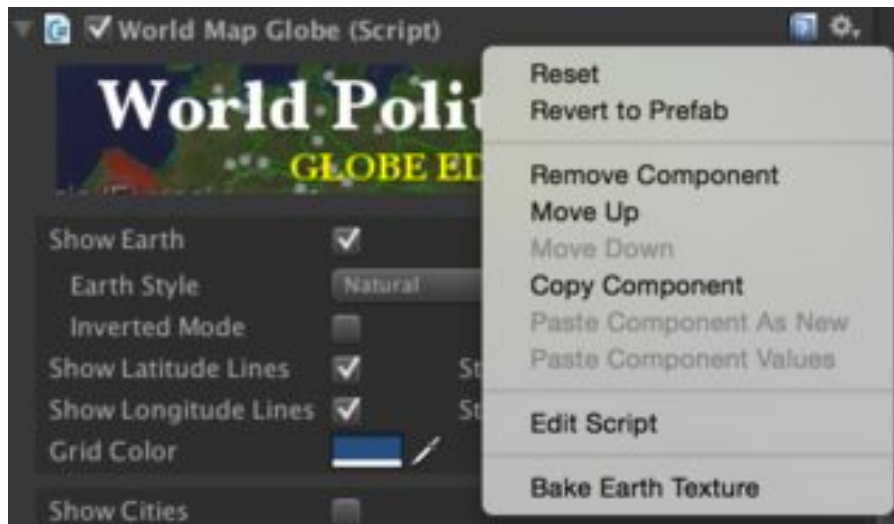 World Map Globe (Script)
World Polit
GLOBE ED
Show Earth
Earth Style Natural
Inverted Mode
Show Latitude Lines St
Show Longitude Lines St
Grid Color
Show Cities
Reset
Revert to Prefab
Remove Component
Move Up
Move Down
Copy Component
Paste Component As New
Paste Component Values
Edit Script
Bake Earth Texture